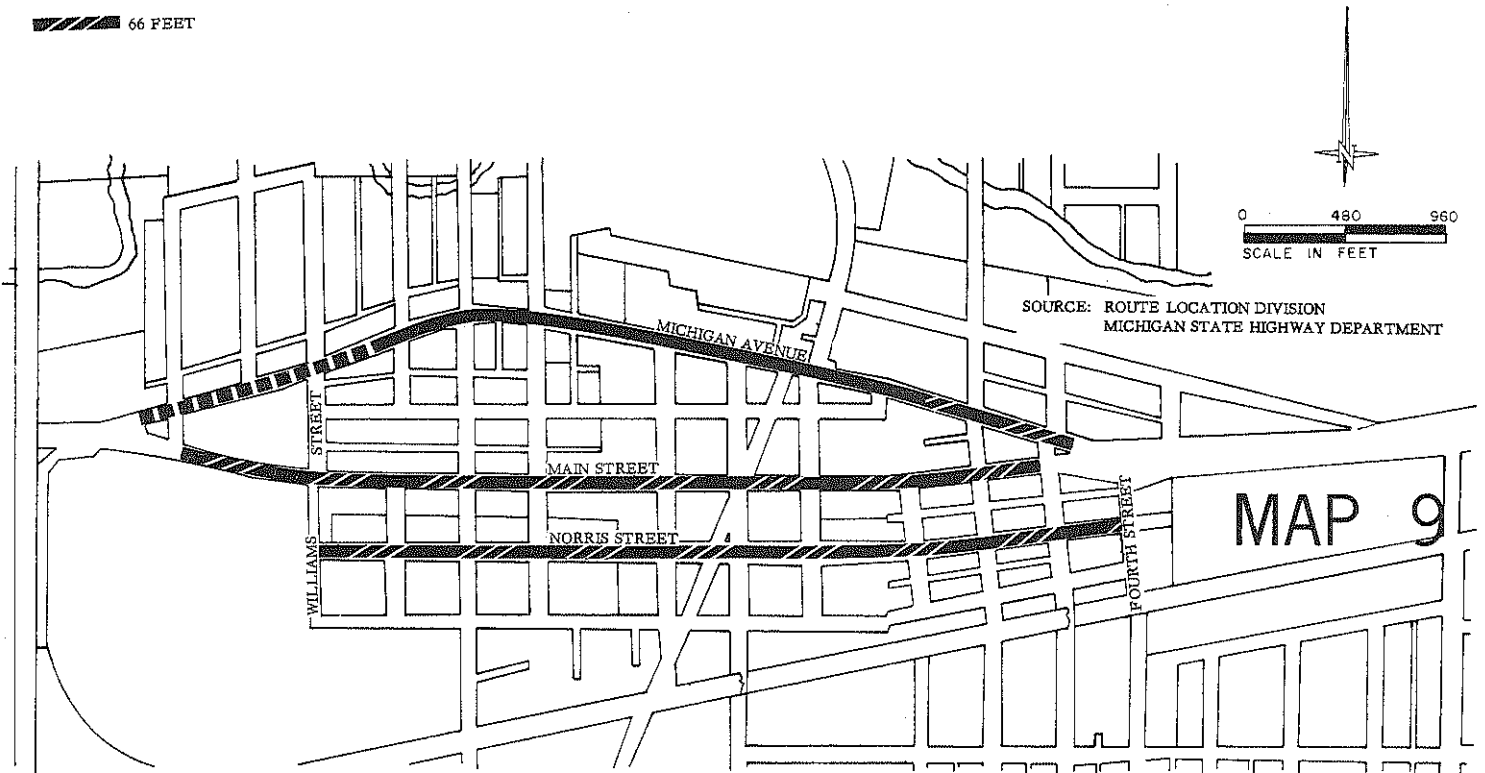 66 FEET
N
0 480 960
SCALE IN FEET
SOURCE: ROUTE LOCATION DIVISION
MICHIGAN STATE HIGHWAY DEPARTMENT
MICHIGAN AVENUE
STREET
MAIN STREET
MAP 9
NORRIS STREET
WILLIAMS
FOURTH STREET